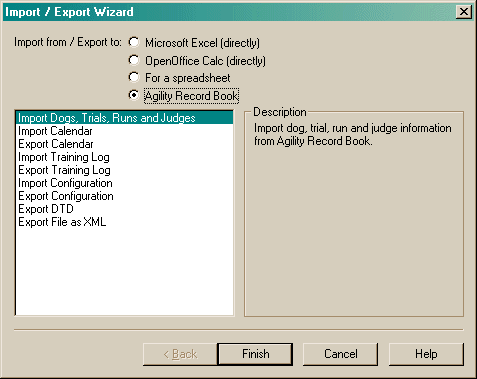 Import / Export Wizard
Import from / Export to:
Microsoft Excel (directly)
OpenOffice Calc (directly)
For a spreadsheet
Agility Record Book
Import Dogs, Trials, Runs and Judges
Import Calendar
Export Calendar
Import Training Log
Export Training Log
Import Configuration
Export Configuration
Export DTD
Export File as XML
Description
Import dog, trial, run and judge information
from Agility Record Book.
< Back
Finish
Cancel
Help